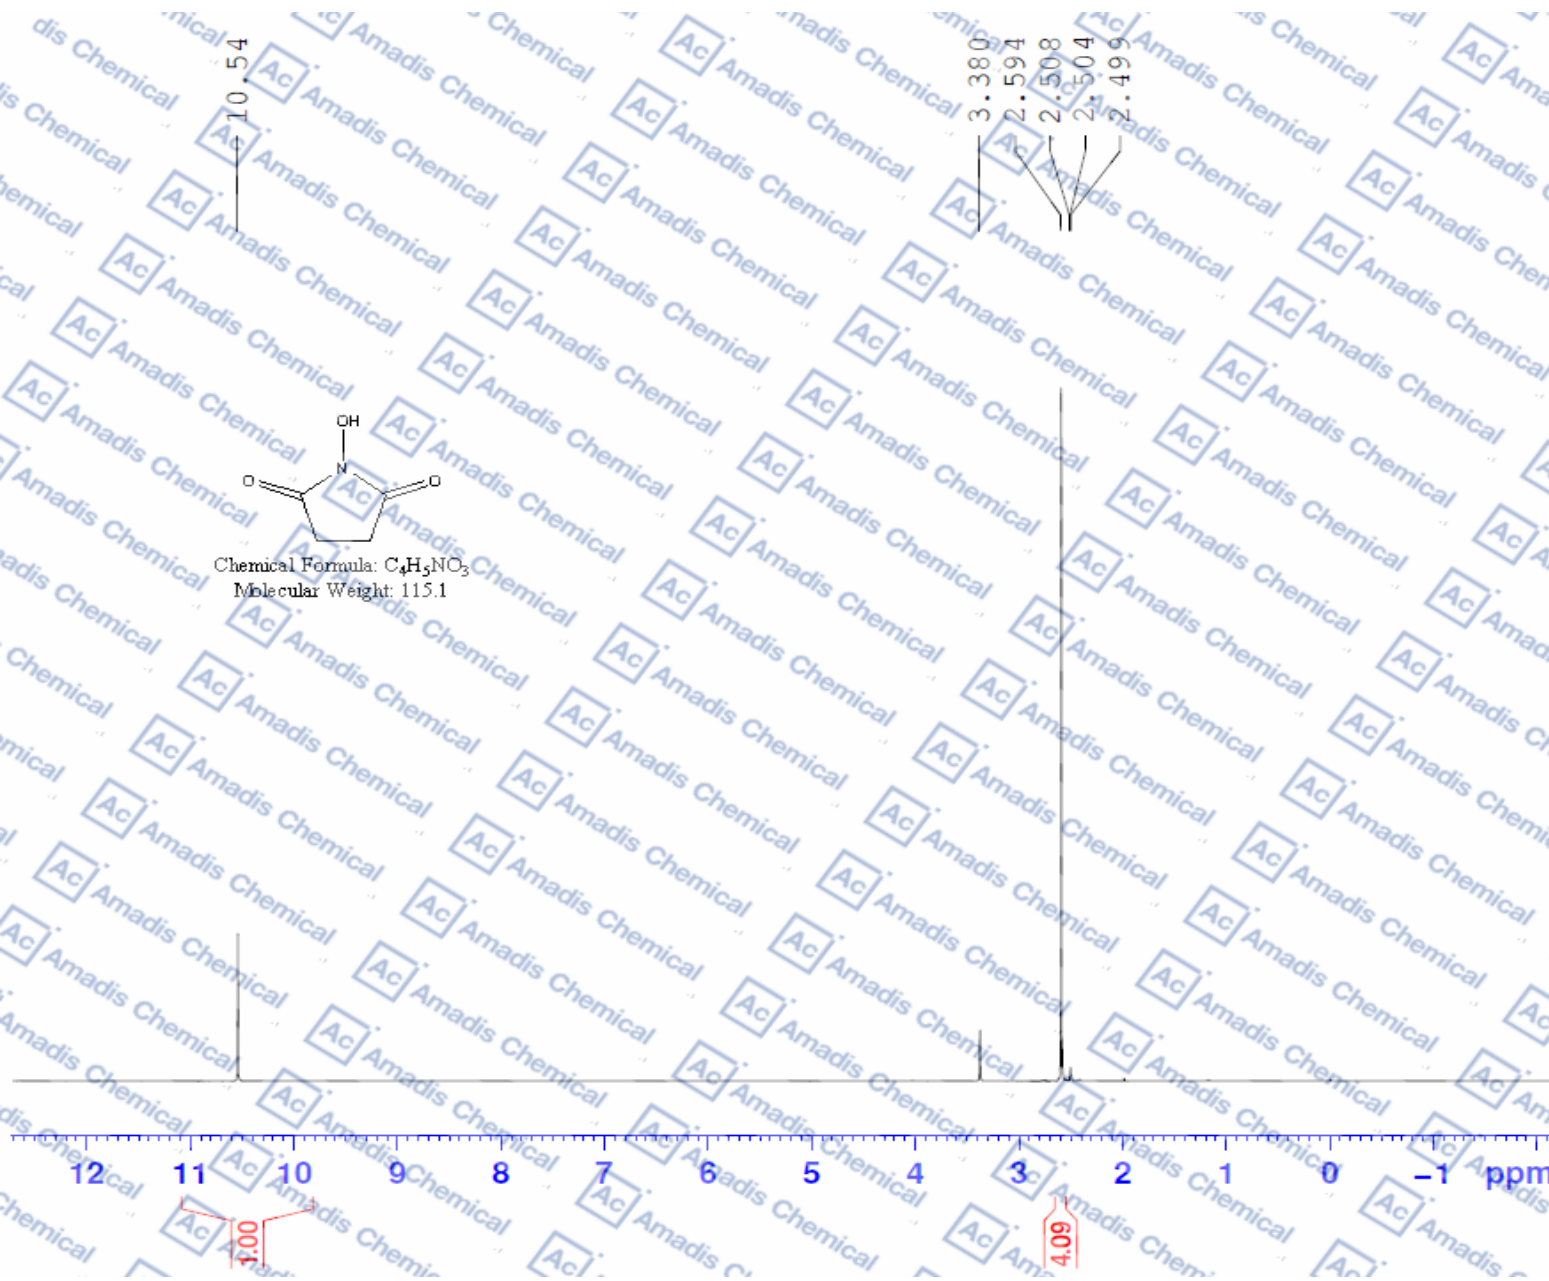 10.54
3.380
2.594
2.508
2.504
2.499
OH
N
O
O
Chemical Formula: C₄H₅NO₃
Molecular Weight: 115.1
12 11 10 9 8 7 6 5 4 3 2 1 0 −1 ppm
1.00
4.09
Ac Amadis Chemical